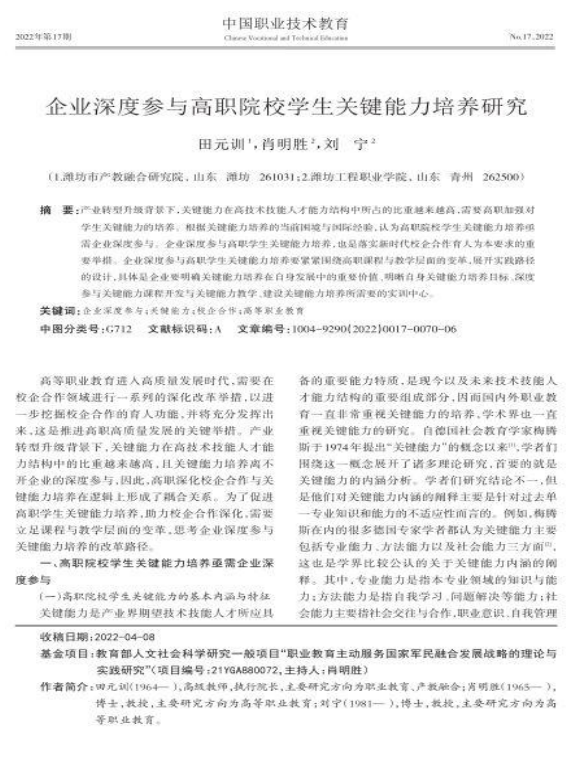 中国职业技术教育
2022年第17期
Chinese Vocational and Technical Education
No.17,2022
企业深度参与高职院校学生关键能力培养研究
田元训¹,肖明胜²,刘 宁²
(1.潍坊市产教融合研究院,山东 潍坊 261031;2.潍坊工程职业学院,山东 青州 262500)
摘 要:产业转型升级背景下,关键能力在高技术技能人才能力结构中所占的比重越来越高,需要高职加强对
学生关键能力的培养。根据关键能力培养的当前困境与国际经验,认为高职院校学生关键能力培养亟
需企业深度参与。企业深度参与高职学生关键能力培养,也是落实新时代校企合作育人为本要求的重
要举措。企业深度参与高职学生关键能力培养要紧紧围绕高职课程与教学层面的变革,展开实践路径
的设计,具体是企业要明确关键能力培养在自身发展中的重要价值、明晰自身关键能力培养目标、深度
参与关键能力课程开发与关键能力教学、建设关键能力培养所需要的实训中心。
关键词:企业深度参与;关键能力;校企合作;高等职业教育
中图分类号:G712 文献标识码:A 文章编号:1004-9290(2022)0017-0070-06
高等职业教育进入高质量发展时代,需要在
校企合作领域进行一系列的深化改革举措,以进
一步挖掘校企合作的育人功能,并将充分发挥出
来,这是推进高职高质量发展的关键举措。产业
转型升级背景下,关键能力在高技术技能人才能
力结构中的比重越来越高,且关键能力培养离不
开企业的深度参与,因此,高职深化校企合作与关
键能力培养在逻辑上形成了耦合关系。为了促进
高职学生关键能力培养,助力校企合作深化,需要
立足课程与教学层面的变革,思考企业深度参与
关键能力培养的改革路径。
一、高职院校学生关键能力培养亟需企业深
度参与
(一)高职院校学生关键能力的基本内涵与特征
关键能力是产业界期望技术技能人才所应具
备的重要能力特质,是现今以及未来技术技能人
才能力结构的重要组成部分,因而国内外职业教
育一直非常重视关键能力的培养,学术界也一直
重视关键能力的研究。自德国社会教育学家梅腾
斯于1974年提出“关键能力”的概念以来[1],学者们
围绕这一概念展开了诸多理论研究,首要的就是
关键能力的内涵分析。学者们研究结论不一,但
是他们对关键能力内涵的阐释主要是针对过去单
一专业知识和能力的不适应性而言的。例如,梅腾
斯在内的很多德国专家学者都认为关键能力主要
包括专业能力、方法能力以及社会能力三方面[2],
这也是学界比较公认的关于关键能力内涵的阐
释。其中,专业能力是指本专业领域的知识与能
力;方法能力是指自我学习、问题解决等能力;社
会能力主要指社会交往与合作,职业意识、自我管理
收稿日期:2022-04-08
基金项目:教育部人文社会科学研究一般项目“职业教育主动服务国家军民融合发展战略的理论与
实践研究”(项目编号:21YGA880072,主持人:肖明胜)
作者简介:田元训(1964— ),高级教师,执行院长,主要研究方向为职业教育、产教融合;肖明胜(1965— ),
博士,教授,主要研究方向为高等职业教育;刘宁(1981— ),博士,教授,主要研究方向为高
等职业教育。